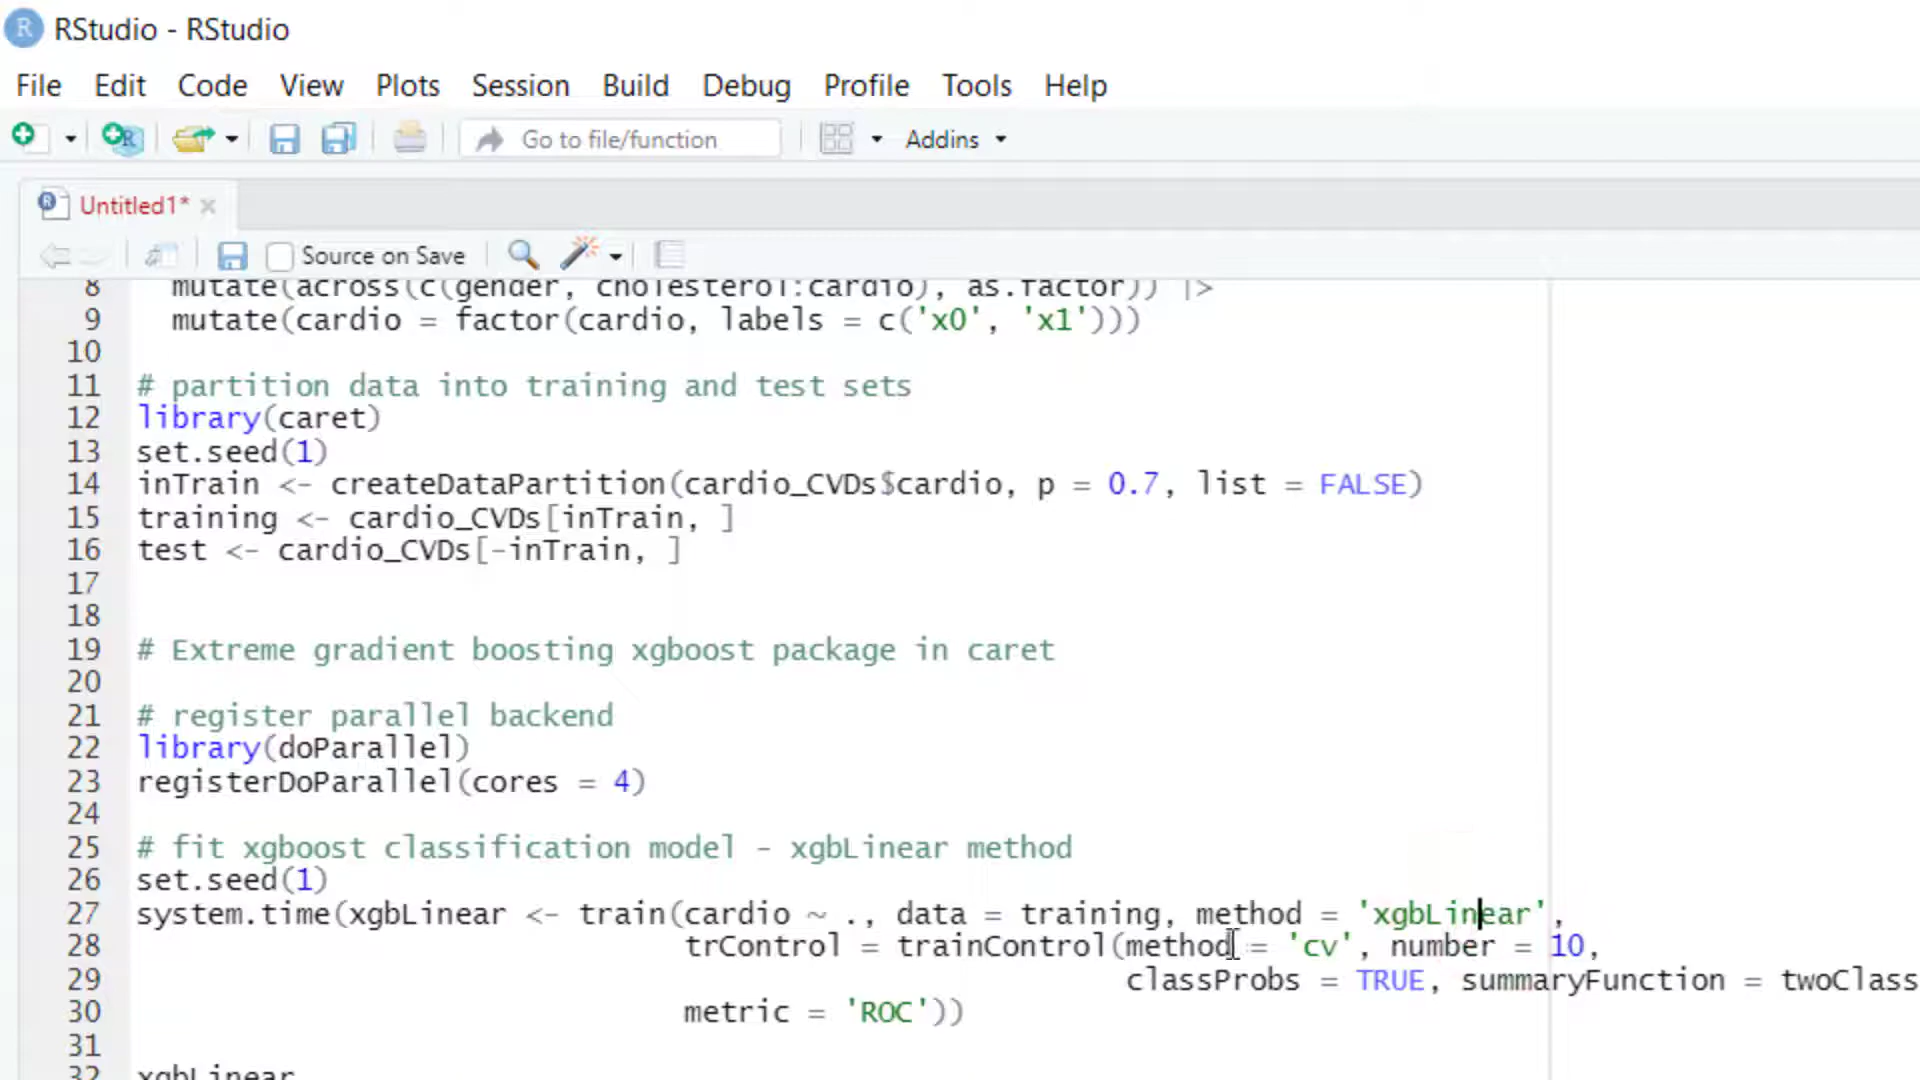 RStudio - RStudio
File Edit Code View Plots Session Build Debug Profile Tools Help
Go to file/function Addins
Untitled1*
Source on Save
8 mutate(across(c(gender, cholesterol:cardio), as.factor)) |>
9 mutate(cardio = factor(cardio, labels = c('x0', 'x1')))
10
11 # partition data into training and test sets
12 library(caret)
13 set.seed(1)
14 inTrain <- createDataPartition(cardio_CVDs$cardio, p = 0.7, list = FALSE)
15 training <- cardio_CVDs[inTrain, ]
16 test <- cardio_CVDs[-inTrain, ]
17
18
19 # Extreme gradient boosting xgboost package in caret
20
21 # register parallel backend
22 library(doParallel)
23 registerDoParallel(cores = 4)
24
25 # fit xgboost classification model - xgbLinear method
26 set.seed(1)
27 system.time(xgbLinear <- train(cardio ~ ., data = training, method = 'xgbLinear',
28 trControl = trainControl(method = 'cv', number = 10,
29 classProbs = TRUE, summaryFunction = twoClass
30 metric = 'ROC'))
31
32 xgbLinear